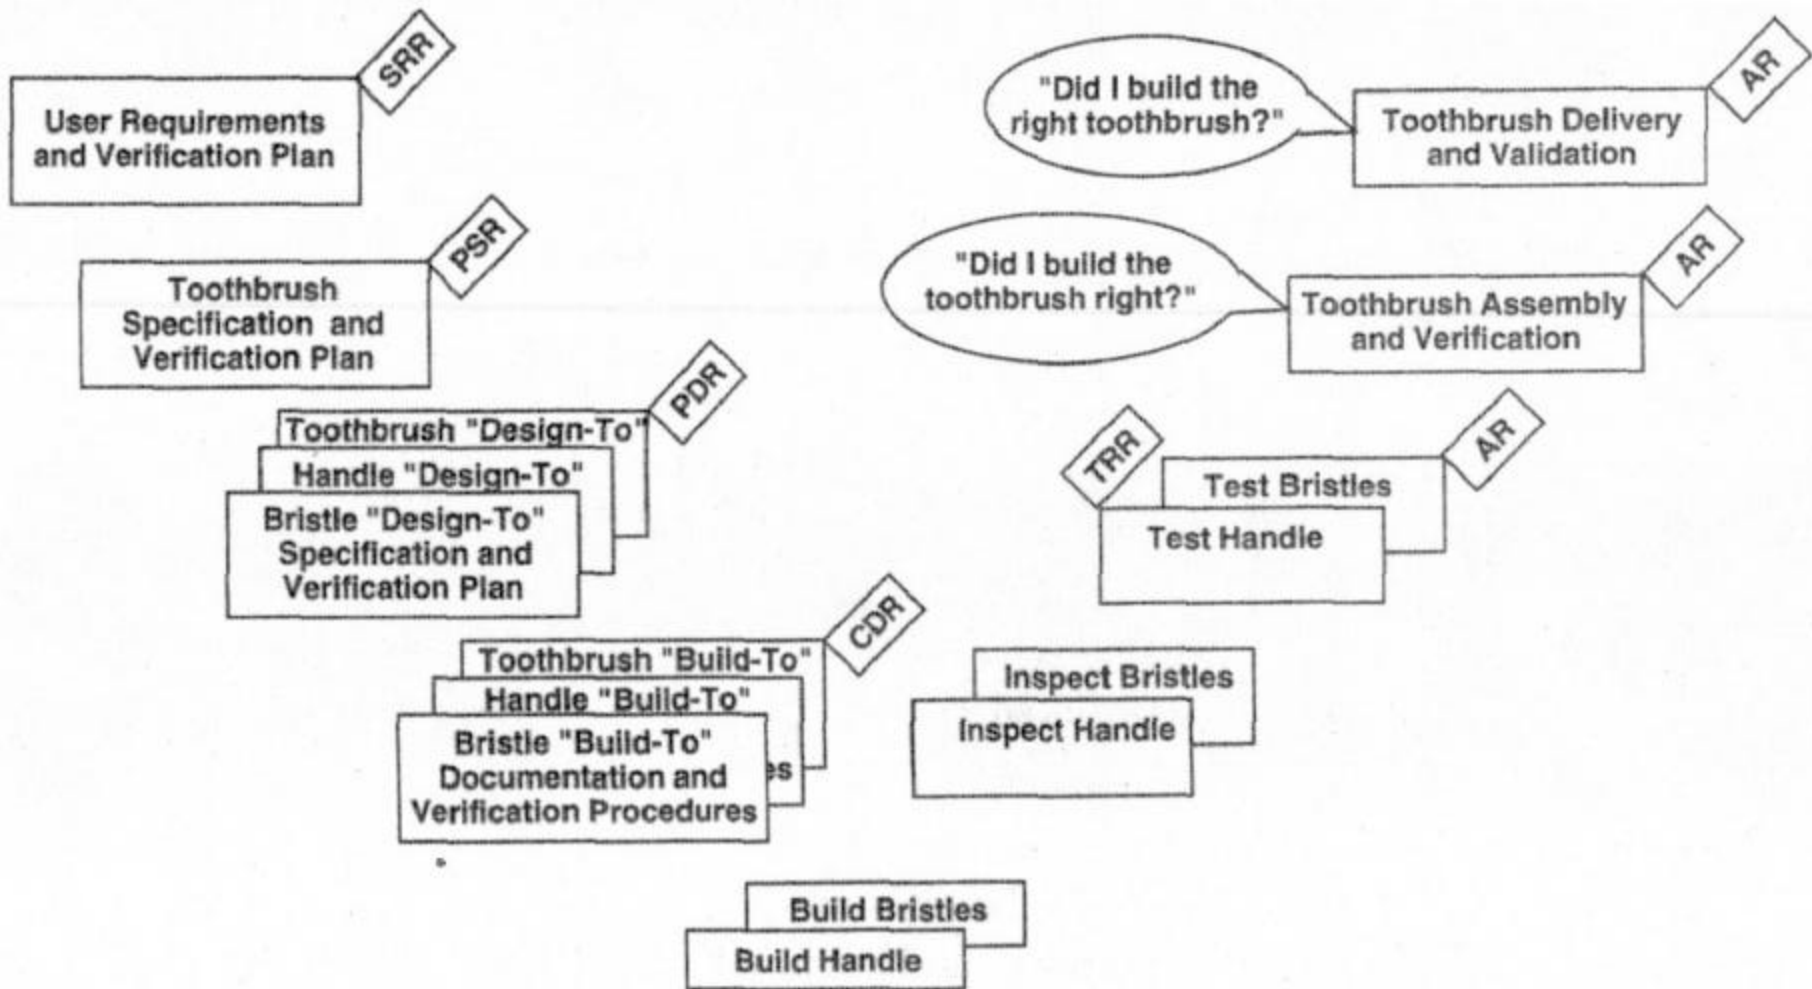 SRR
User Requirements
and Verification Plan
PSR
Toothbrush
Specification and
Verification Plan
PDR
Toothbrush "Design-To"
Handle "Design-To"
Bristle "Design-To"
Specification and
Verification Plan
CDR
Toothbrush "Build-To"
Handle "Build-To"
Bristle "Build-To"
Documentation and
es
Verification Procedures
Build Bristles
Build Handle
Inspect Bristles
Inspect Handle
TRR
AR
Test Bristles
Test Handle
"Did I build the
toothbrush right?"
AR
Toothbrush Assembly
and Verification
"Did I build the
right toothbrush?"
AR
Toothbrush Delivery
and Validation